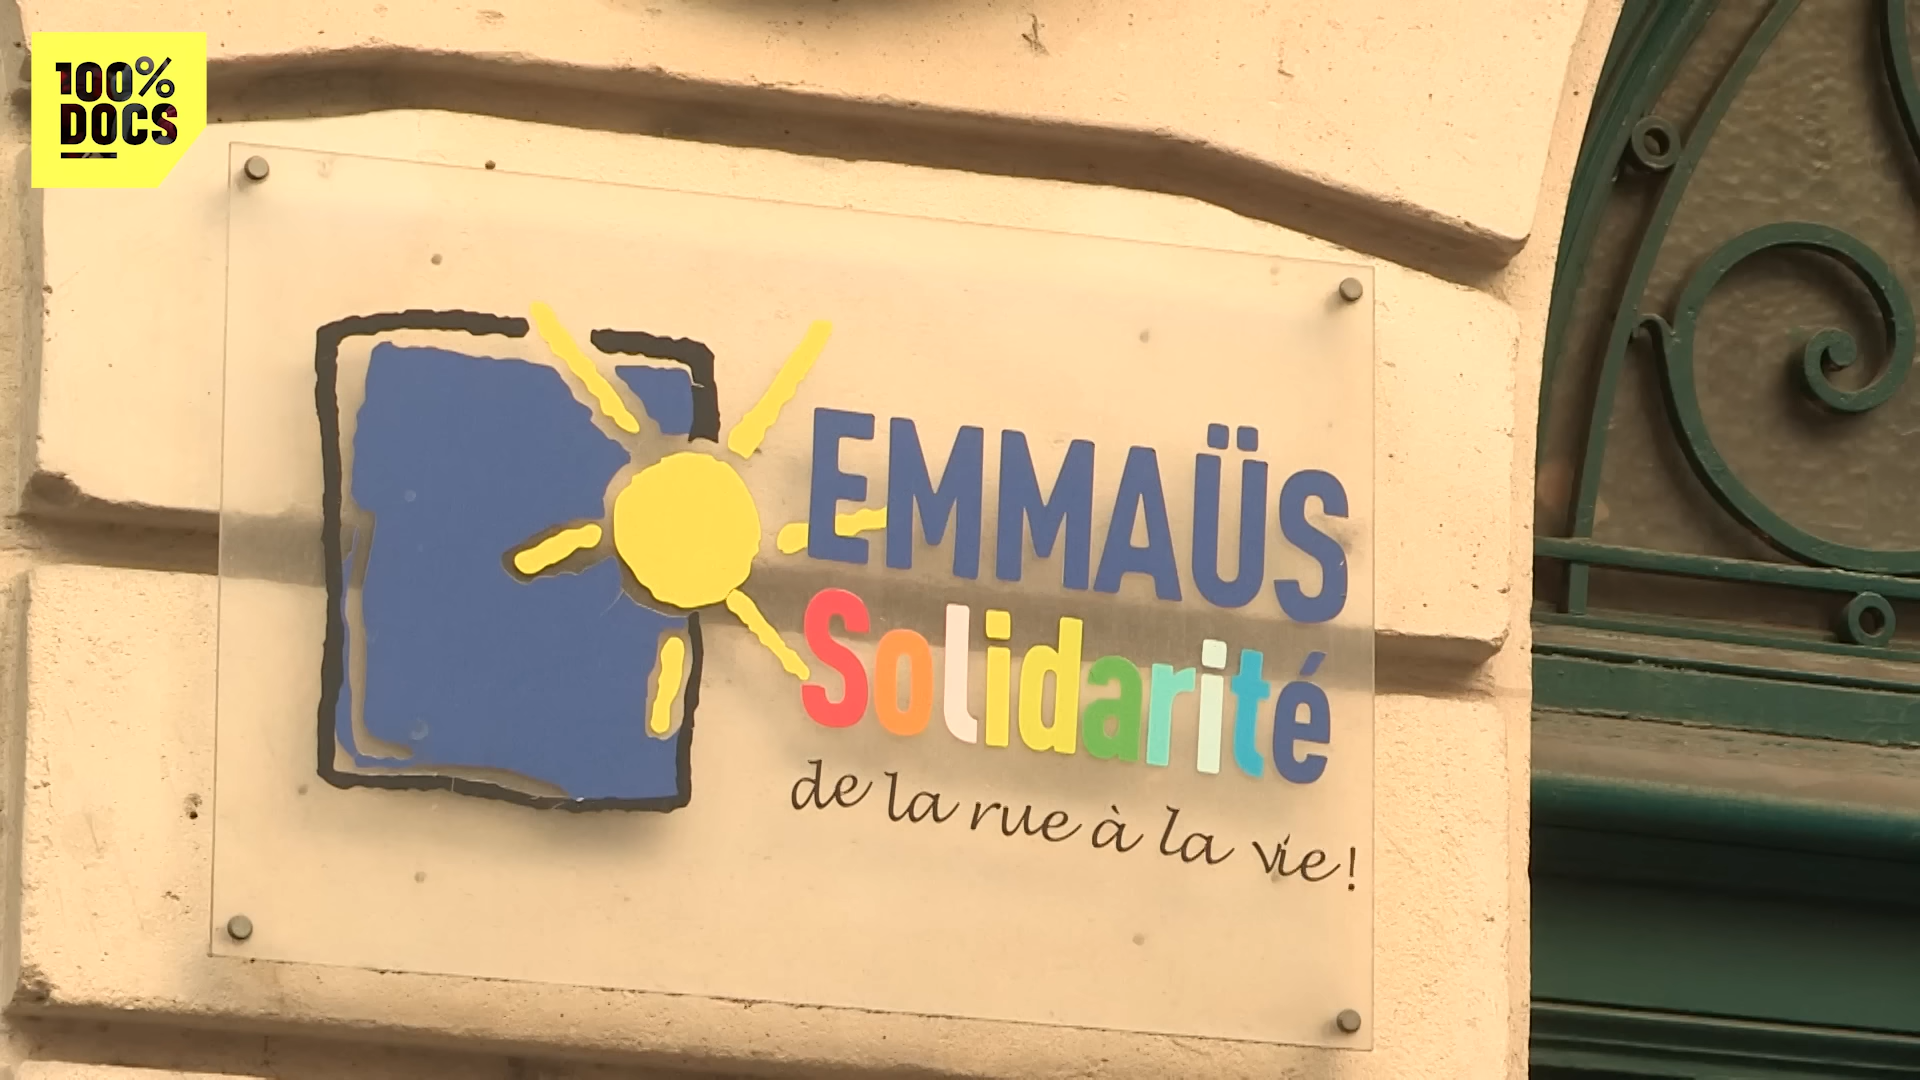 100%
DOCS
EMMAÜS
Solidarité
de la rue à la vie!